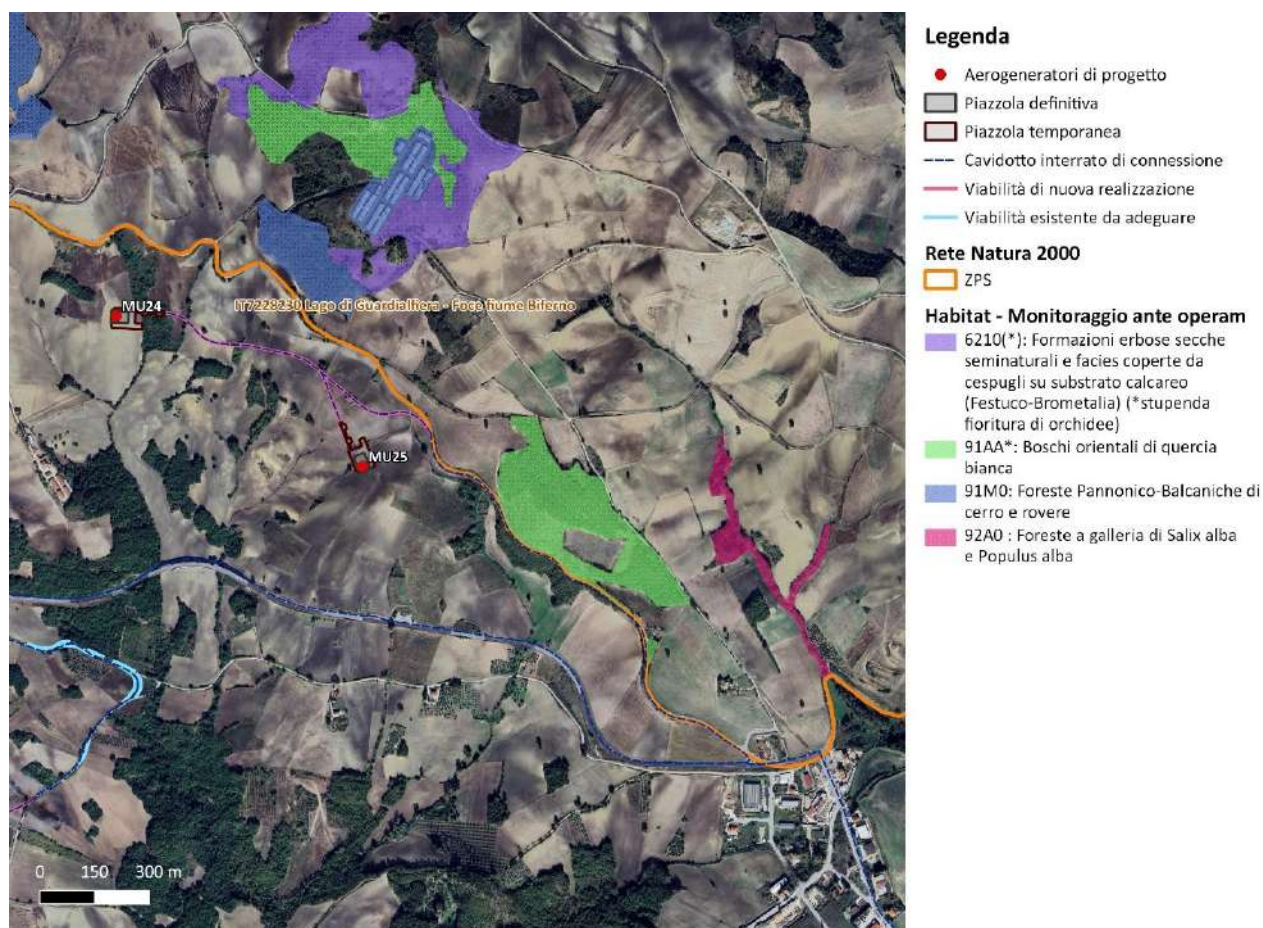 Legenda
Aerogeneratori di progetto
Piazzola definitiva
Piazzola temporanea
Cavidotto interrato di connessione
Viabilità di nuova realizzazione
Viabilità esistente da adeguare
Rete Natura 2000
ZPS
Habitat - Monitoraggio ante operam
6210(*): Formazioni erbose secche
seminaturali e facies coperte da
cespugli su substrato calcareo
(Festuco-Brometalia) (*stupenda
fioritura di orchidee)
91AA*: Boschi orientali di quercia
bianca
91M0: Foreste Pannonico-Balcaniche di
cerro e rovere
92A0 : Foreste a galleria di Salix alba
e Populus alba
MU24
IT7228230 Lago di Guardialfiera - Foce fiume Biferno
MU25
0 150 300 m